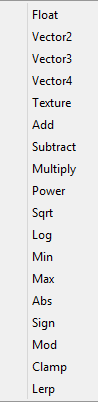 Float
Vector2
Vector3
Vector4
Texture
Add
Subtract
Multiply
Power
Sqrt
Log
Min
Max
Abs
Sign
Mod
Clamp
Lerp